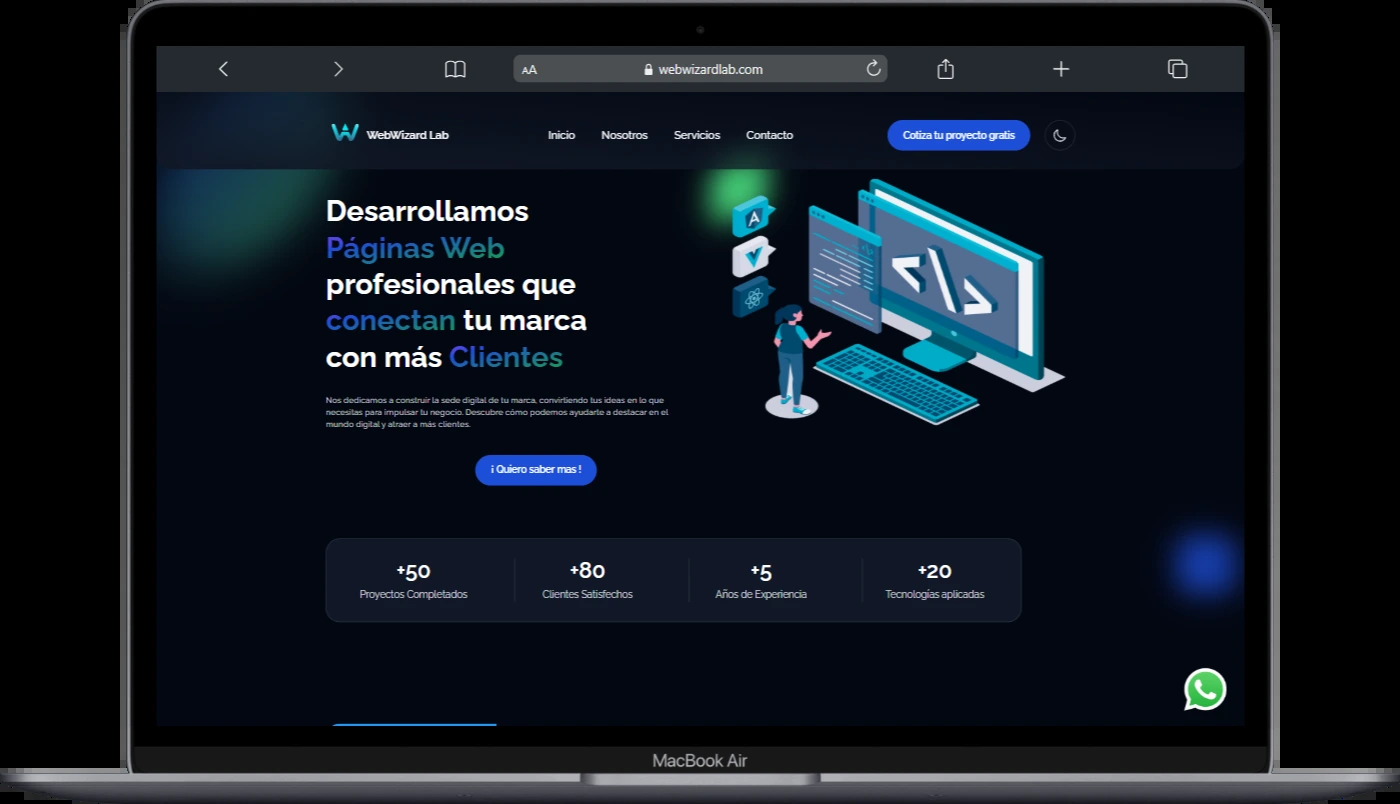 AA
webwizardlab.com
WebWizard Lab
Inicio
Nosotros
Servicios
Contacto
Cotiza tu proyecto gratis
Desarrollamos
Páginas Web
profesionales que
conectan tu marca
con más Clientes
Nos dedicamos a construir la sede digital de tu marca, convirtiendo tus ideas en lo que
necesitas para impulsar tu negocio. Descubre cómo podemos ayudarte a destacar en el
mundo digital y atraer a más clientes.
¡ Quiero saber mas !
+50
Proyectos Completados
+80
Clientes Satisfechos
+5
Años de Experiencia
+20
Tecnologías aplicadas
MacBook Air